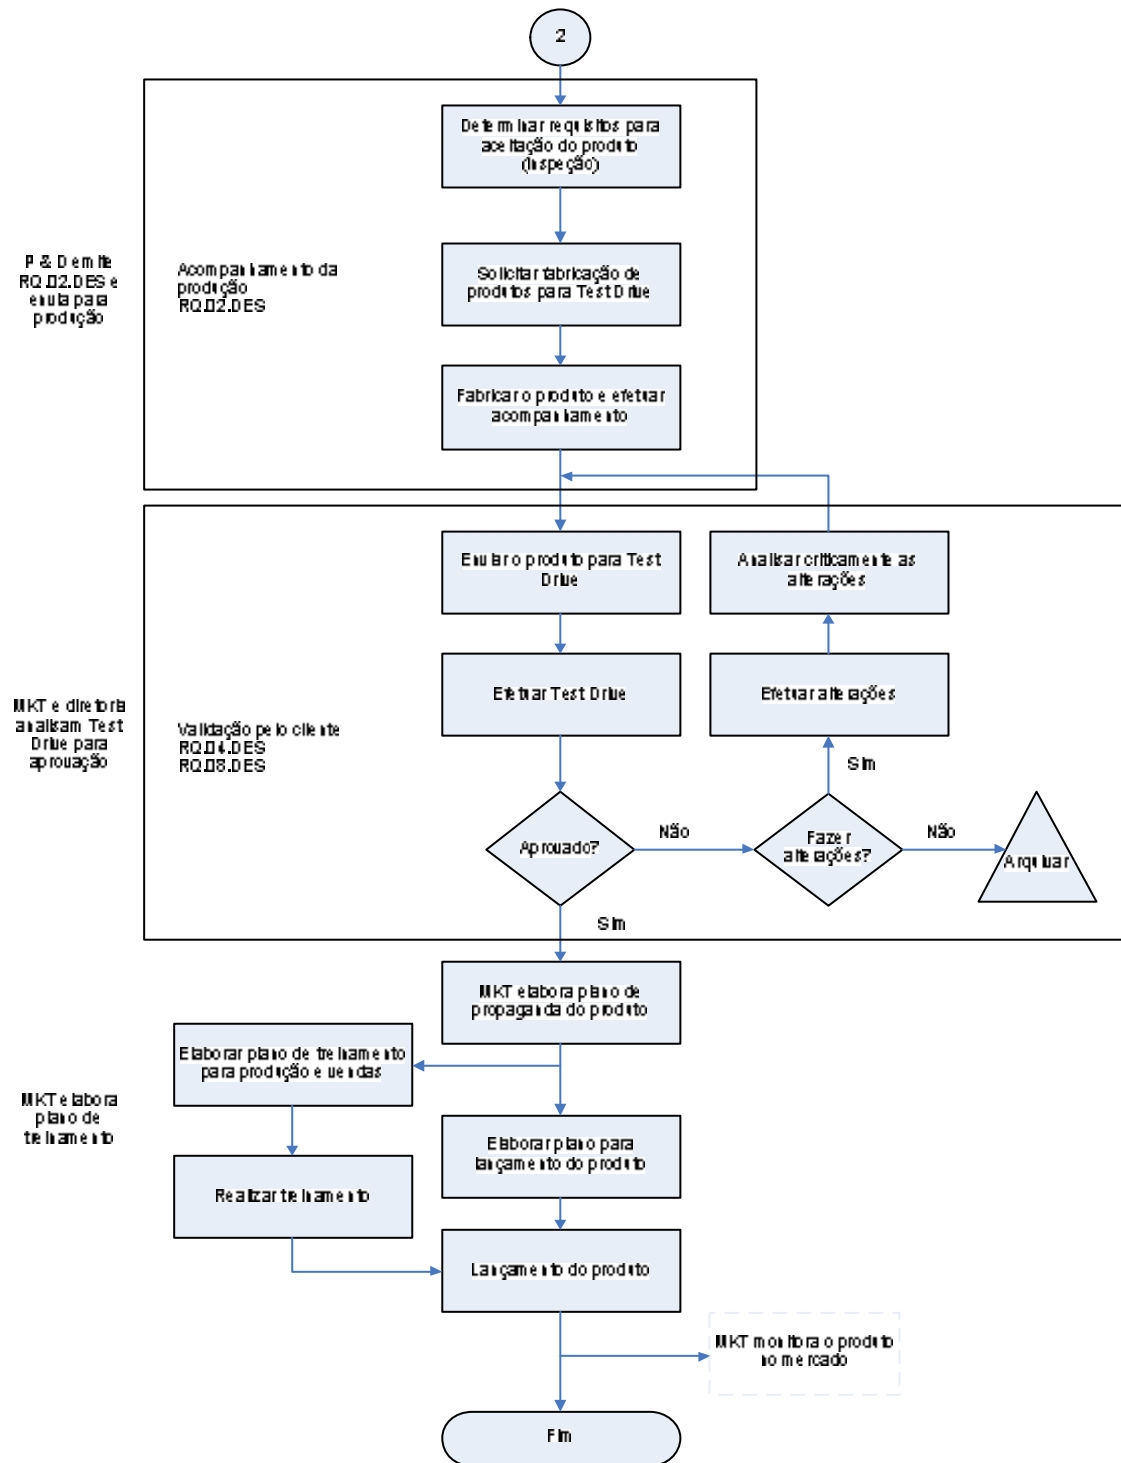 2
Determinar requisitos para
aceitação do produto
(Inspeção)
P & D emite
RQ.02.DES e
envia para
produção
Acompanhamento da
produção
RQ.02.DES
Solicitar fabricação de
produtos para Test Drive
Fabricar o produto e efetuar
acompanhamento
Enviar o produto para Test
Drive
Analisar criticamente as
alterações
Efetuar Test Drive
Efetuar alterações
MKT e diretoria
analisam Test
Drive para
aprovação
Validação pelo cliente
RQ.04.DES
RQ.08.DES
Sim
Aprovado?
Não
Fazer
alterações?
Não
Arquivar
Sim
MKT elabora plano de
propaganda do produto
Elaborar plano de treinamento
para produção e vendas
MKT elabora
plano de
treinamento
Elaborar plano para
lançamento do produto
Realizar treinamento
Lançamento do produto
MKT monitora o produto
no mercado
Fim